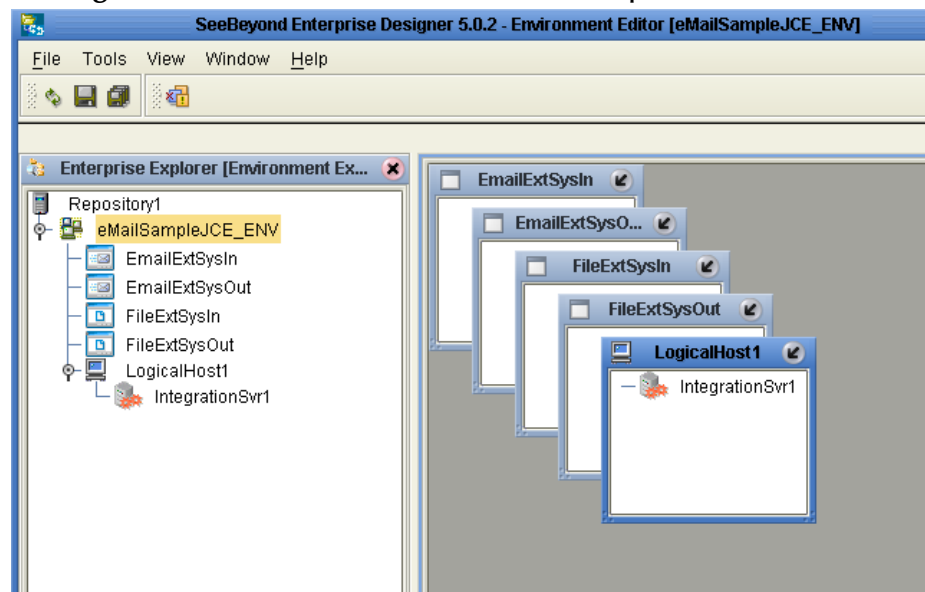 SeeBeyond Enterprise Designer 5.0.2 - Environment Editor [eMailSampleJCE_ENV]
File Tools View Window Help
Enterprise Explorer [Environment Ex...
Repository1
eMailSampleJCE_ENV
EmailExtSysIn
EmailExtSysOut
FileExtSysIn
FileExtSysOut
LogicalHost1
IntegrationSvr1
EmailExtSysIn
EmailExtSysO...
FileExtSysIn
FileExtSysOut
LogicalHost1
IntegrationSvr1